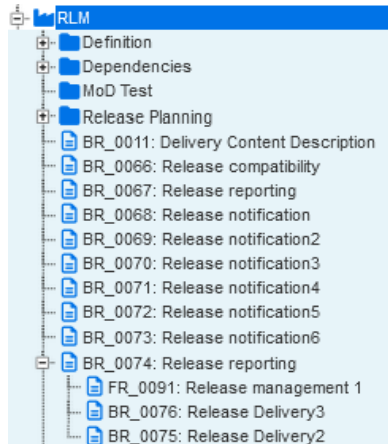 RLM
Definition
Dependencies
MoD Test
Release Planning
BR_0011: Delivery Content Description
BR_0066: Release compatibility
BR_0067: Release reporting
BR_0068: Release notification
BR_0069: Release notification2
BR_0070: Release notification3
BR_0071: Release notification4
BR_0072: Release notification5
BR_0073: Release notification6
BR_0074: Release reporting
FR_0091: Release management 1
BR_0076: Release Delivery3
BR_0075: Release Delivery2